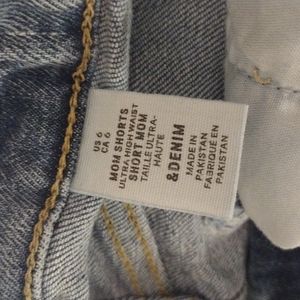 US 6
CA 6
MOM SHORTS
ULTRA HIGH WAIST
SHORT MOM
TAILLE ULTRA-
HAUTE
&DENIM
MADE IN
PAKISTAN
FABRIQUÉ EN
PAKISTAN